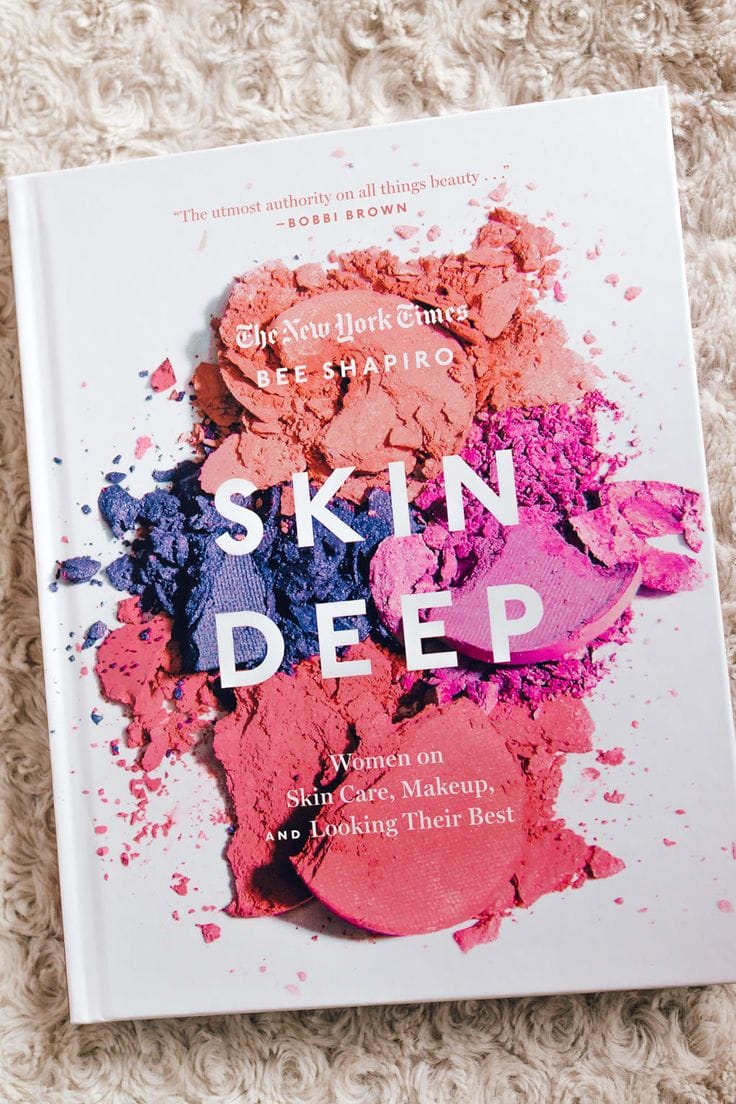 “The utmost authority on all things beauty . . .”
—BOBBI BROWN
The New York Times
BEE SHAPIRO
SKIN
DEEP
Women on
Skin Care, Makeup,
AND Looking Their Best